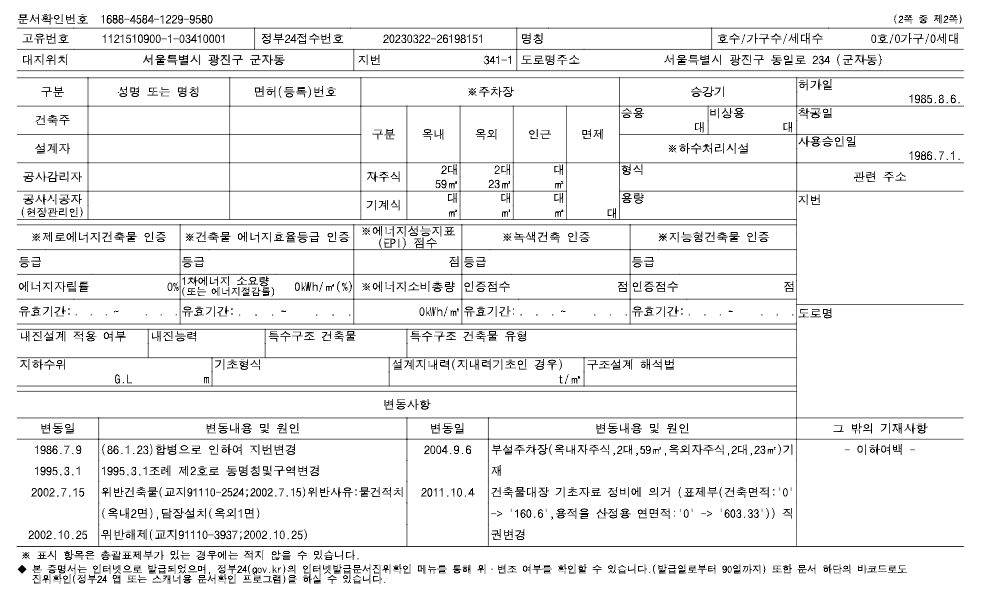 문서확인번호 1688-4584-1229-9580
(2쪽 중 제2쪽)
고유번호 1121510900-1-03410001 정부24접수번호 20230322-26198151 명칭 호수/가구수/세대수 0호/0가구/0세대
대지위치 서울특별시 광진구 군자동 지번 341-1 도로명주소 서울특별시 광진구 동일로 234 (군자동)
구분 성명 또는 명칭 면허(등록)번호 ※주차장 승강기 허가일
1985.8.6.
건축주 구분 옥내 옥외 인근 면제 승용 대 비상용 대 착공일
설계자 ※하수처리시설 사용승인일
1986.7.1.
공사감리자 자주식 2대 59㎡ 2대 23㎡ 대 ㎡ 형식 관련 주소
공사시공자 기계식 대 ㎡ 대 ㎡ 대 ㎡ 대 용량 지번
(현장관리인)
※제로에너지건축물 인증 ※건축물 에너지효율등급 인증 ※에너지성능지표 (EPI) 점수 ※녹색건축 인증 ※지능형건축물 인증
등급 등급 점 등급 등급
에너지자립률 0% 1차에너지 소요량 (또는 에너지절감률) 0kWh/㎡(%) ※에너지소비총량 인증점수 점 인증점수 점
유효기간: . . . ~ . . . 유효기간: . . . ~ . . . 0kWh/㎡ 유효기간: . . . ~ . . . 유효기간: . . . ~ . . . 도로명
내진설계 적용 여부 내진능력 특수구조 건축물 특수구조 건축물 유형
지하수위 G.L m 기초형식 설계지내력(지내력기초인 경우) t/㎡ 구조설계 해석법
변동사항
변동일 변동내용 및 원인 변동일 변동내용 및 원인 그 밖의 기재사항
1986.7.9 (86.1.23)합병으로 인하여 지번변경 2004.9.6 부설주차장(옥내자주식,2대,59㎡,옥외자주식,2대,23㎡)기 - 이하여백 -
1995.3.1 1995.3.1조례 제2호로 동명칭및구역변경 재
2002.7.15 위반건축물(교지91110-2524;2002.7.15)위반사유:물건적치 2011.10.4 건축물대장 기초자료 정비에 의거 (표제부(건축면적:'0'
(옥내2면),담장설치(옥외1면) -> '160.6',용적율 산정용 연면적:'0' -> '603.33')) 직
2002.10.25 위반해제(교지91110-3937;2002.10.25) 권변경
※ 표시 항목은 총괄표제부가 있는 경우에는 적지 않을 수 있습니다.
◆ 본 증명서는 인터넷으로 발급되었으며, 정부24(gov.kr)의 인터넷발급문서진위확인 메뉴를 통해 위·변조 여부를 확인할 수 있습니다.(발급일로부터 90일까지) 또한 문서 하단의 바코드로도
진위확인(정부24 앱 또는 스캐너용 문서확인 프로그램)을 하실 수 있습니다.